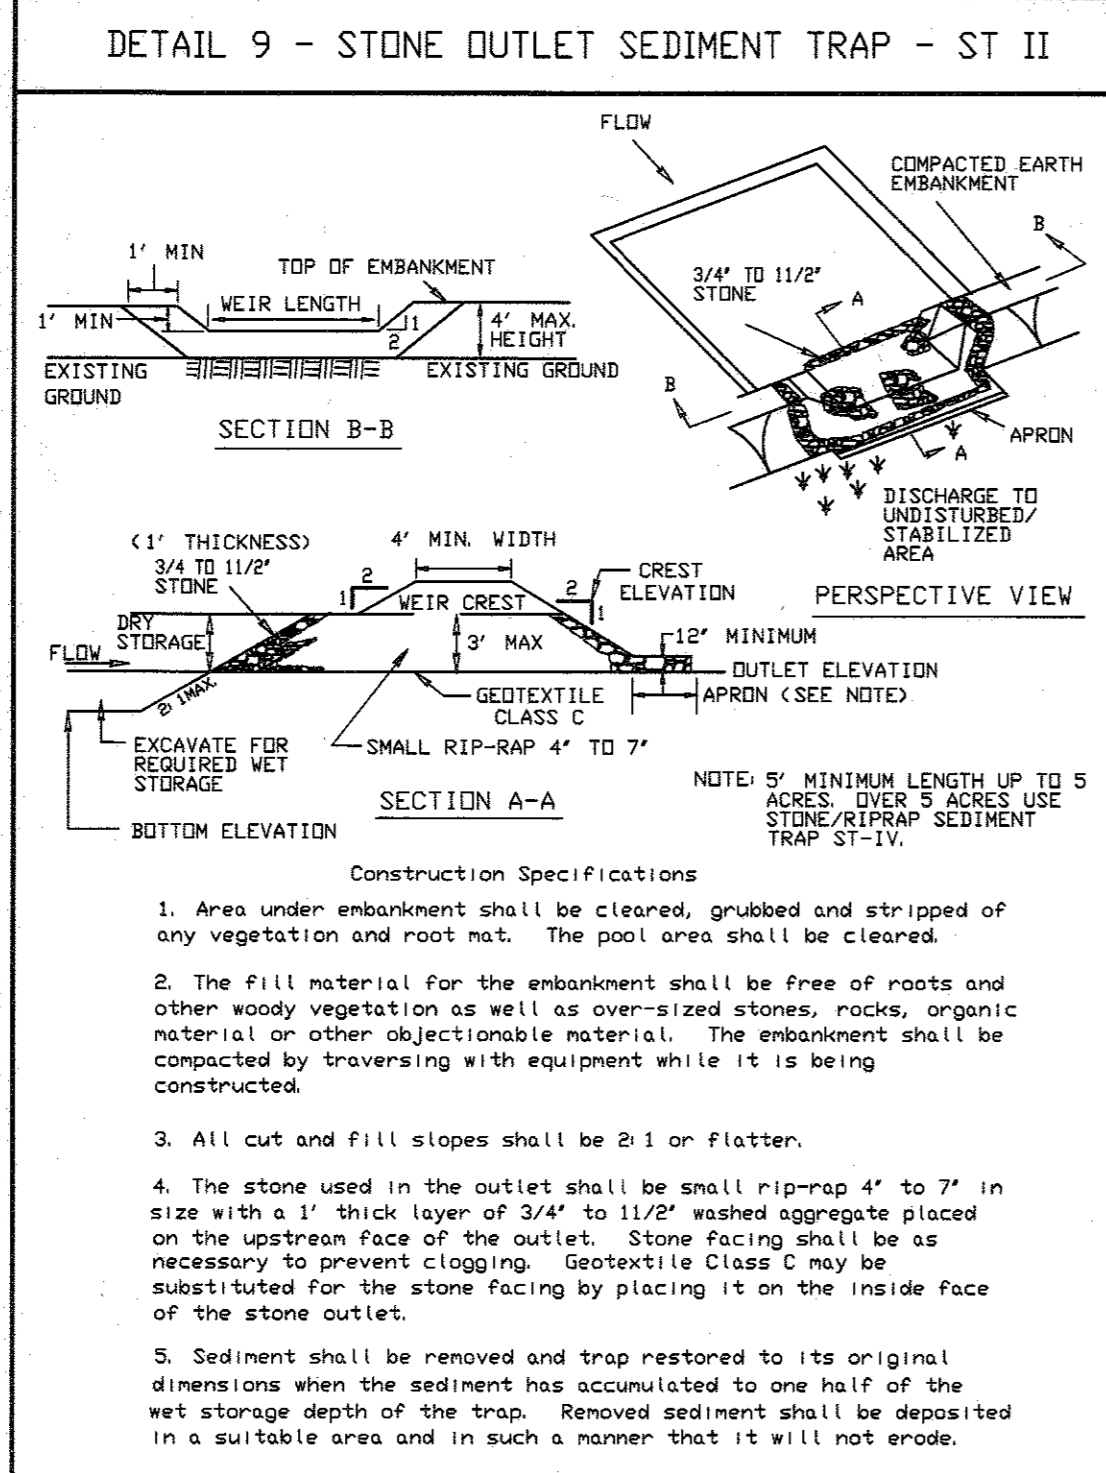 DETAIL 9 - STONE OUTLET SEDIMENT TRAP - ST II
FLOW
COMPACTED EARTH
EMBANKMENT
B
1' MIN
TOP OF EMBANKMENT
3/4" TO 11/2"
STONE
A
WEIR LENGTH
1' MIN
1
2
4' MAX.
HEIGHT
EXISTING
GROUND
EXISTING GROUND
B
SECTION B-B
APRON
A
DISCHARGE TO
UNDISTURBED/
STABILIZED
AREA
PERSPECTIVE VIEW
(1' THICKNESS)
3/4 TO 11/2"
STONE
4' MIN. WIDTH
2
1
WEIR CREST
2
1
CREST
ELEVATION
DRY
STORAGE
3' MAX
12" MINIMUM
FLOW
OUTLET ELEVATION
2:1 MAX.
GEOTEXTILE
CLASS C
APRON (SEE NOTE)
EXCAVATE FOR
REQUIRED WET
STORAGE
SMALL RIP-RAP 4" TO 7"
SECTION A-A
BOTTOM ELEVATION
NOTE: 5' MINIMUM LENGTH UP TO 5
ACRES. OVER 5 ACRES USE
STONE/RIPRAP SEDIMENT
TRAP ST-IV.
Construction Specifications
1. Area under embankment shall be cleared, grubbed and stripped of
any vegetation and root mat. The pool area shall be cleared.
2. The fill material for the embankment shall be free of roots and
other woody vegetation as well as over-sized stones, rocks, organic
material or other objectionable material. The embankment shall be
compacted by traversing with equipment while it is being
constructed.
3. All cut and fill slopes shall be 2:1 or flatter.
4. The stone used in the outlet shall be small rip-rap 4" to 7" in
size with a 1' thick layer of 3/4" to 11/2" washed aggregate placed
on the upstream face of the outlet. Stone facing shall be as
necessary to prevent clogging. Geotextile Class C may be
substituted for the stone facing by placing it on the inside face
of the stone outlet.
5. Sediment shall be removed and trap restored to its original
dimensions when the sediment has accumulated to one half of the
wet storage depth of the trap. Removed sediment shall be deposited
in a suitable area and in such a manner that it will not erode.